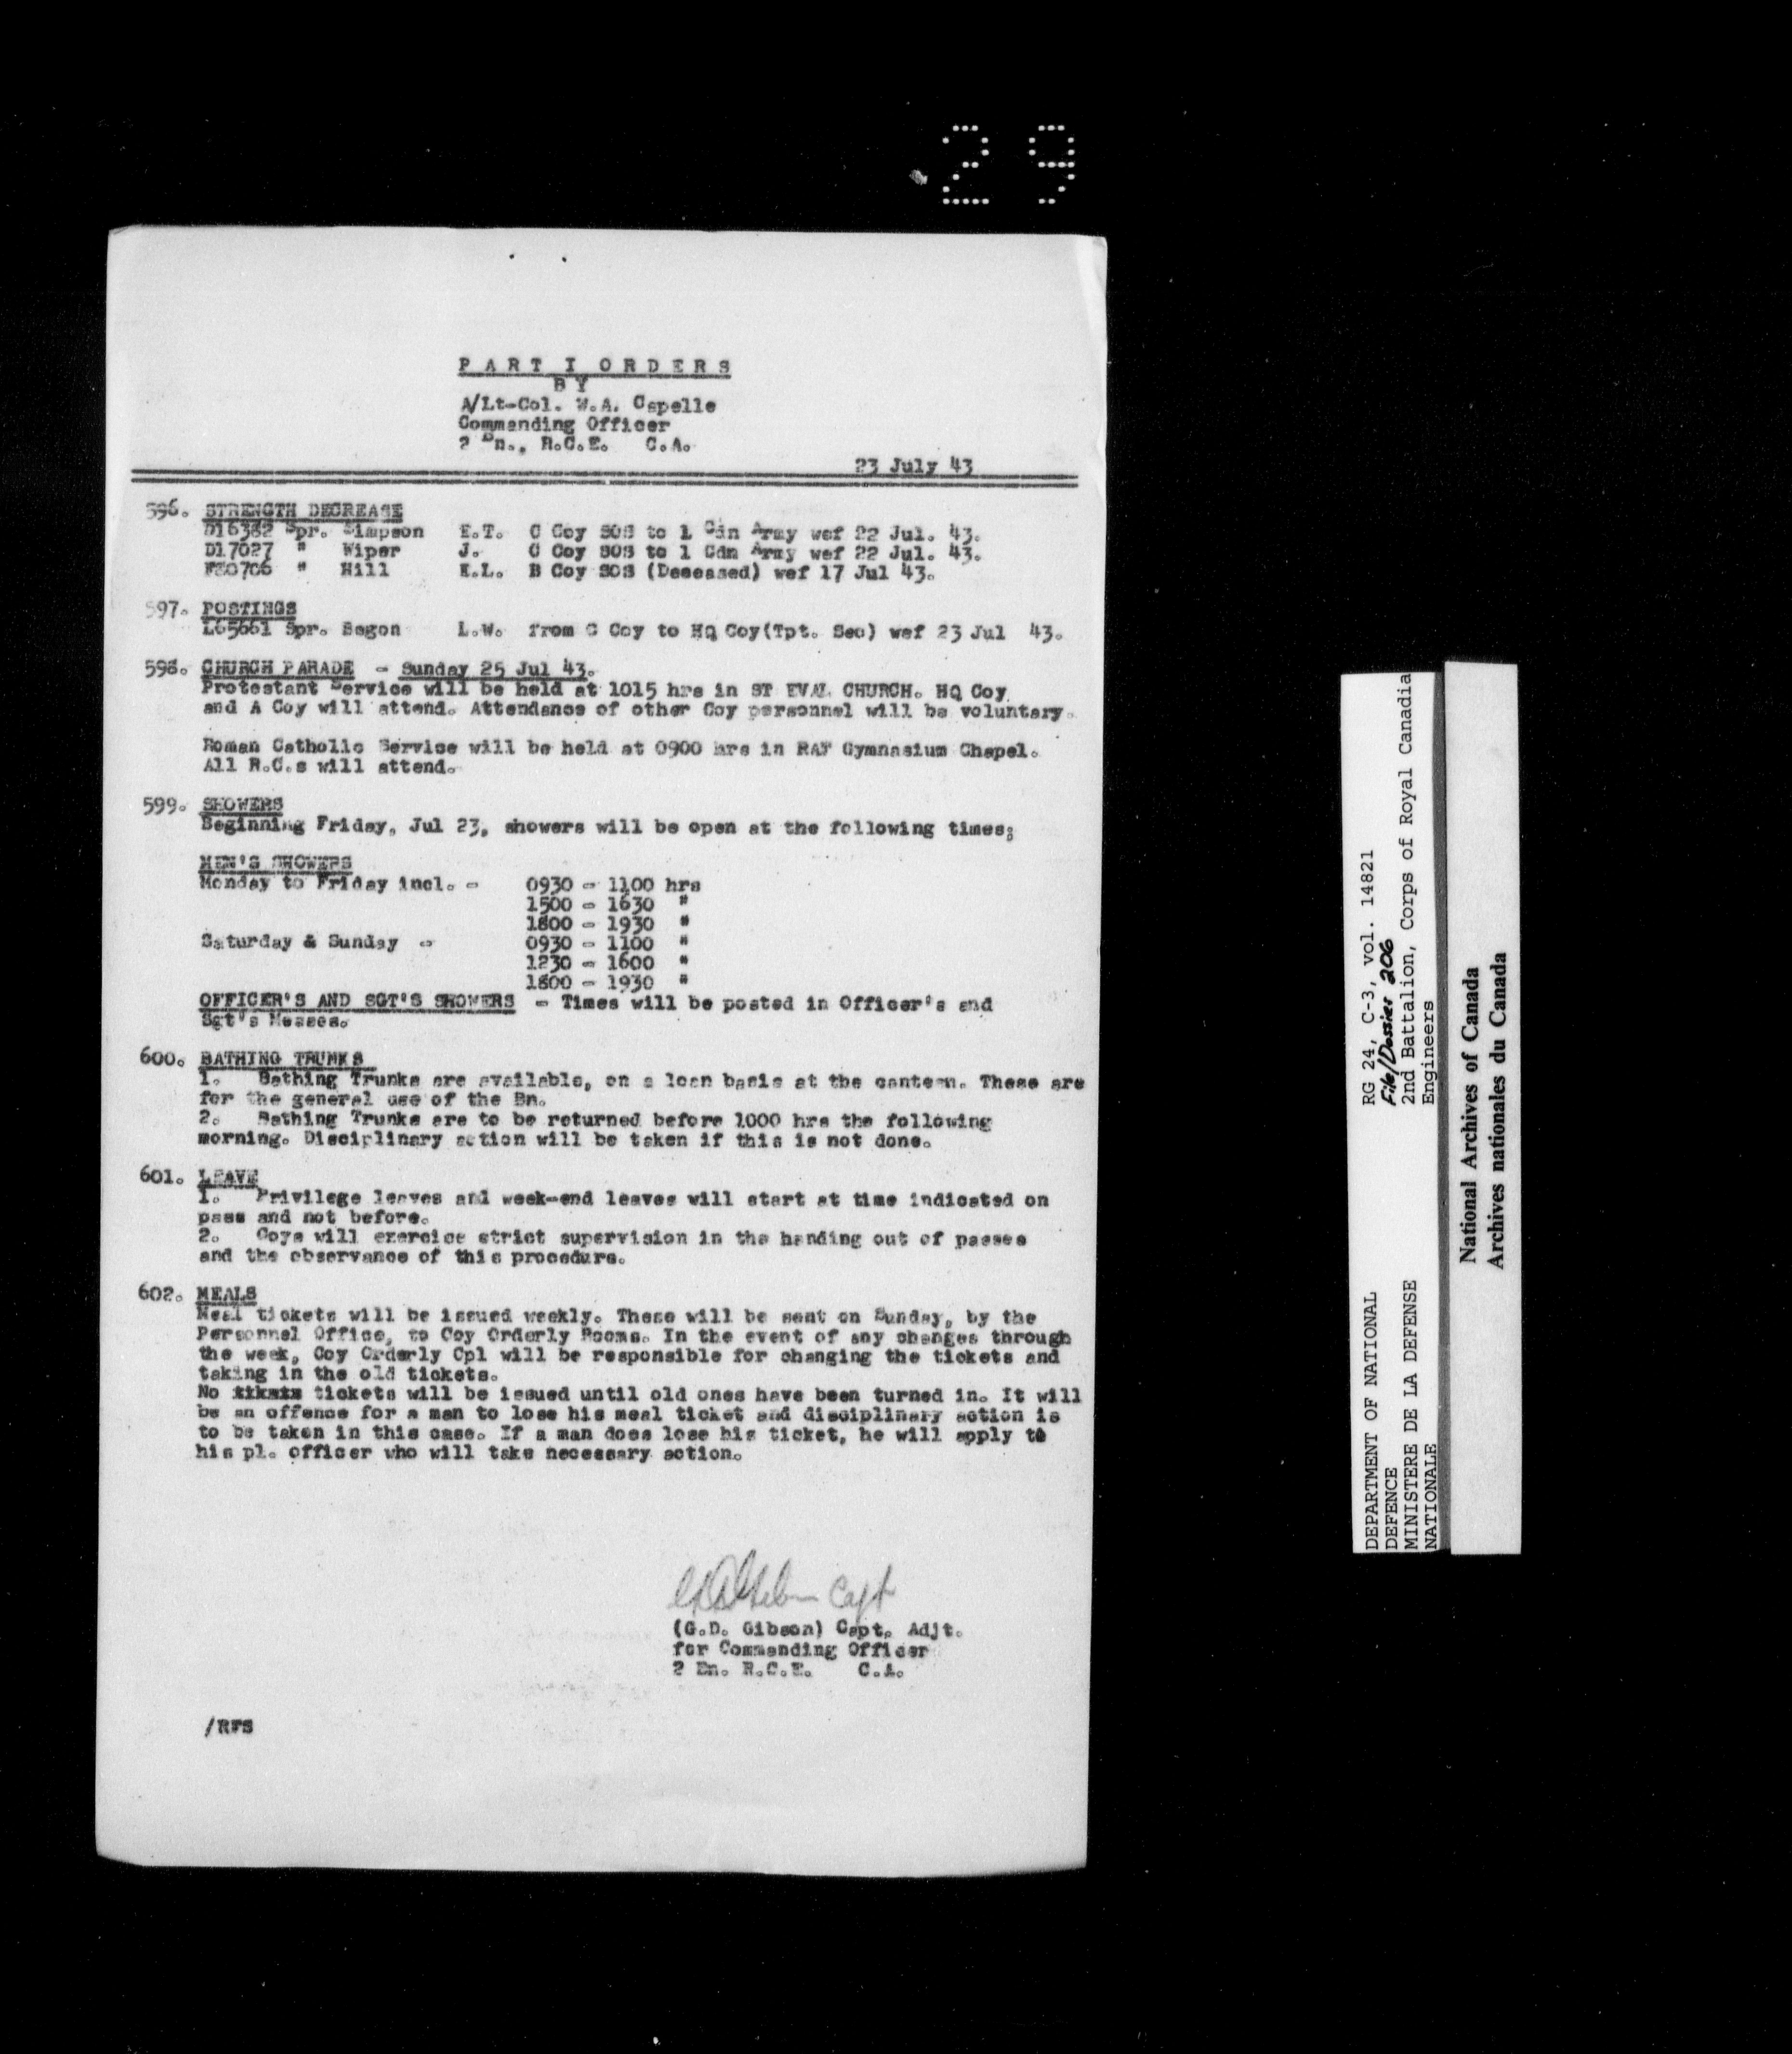 29
P A R T  I  O R D E R S
B Y
A/Lt-Col. W.A. Capelle
Commanding Officer
2 Bn., R.C.E.   C.A.
23 July 43
596. STRENGTH DECREASE
D16382 Spr. Simpson   E.T.  C Coy SOS to 1 Cdn Army wef 22 Jul. 43.
D17027  "   Wiper     J.    C Coy SOS to 1 Cdn Army wef 22 Jul. 43.
"   Hill      K.L.  B Coy SOS (Deseased) wef 17 Jul 43.
597. POSTINGS
L65661 Spr. Segon     L.W.  from C Coy to HQ Coy(Tpt. Sec) wef 23 Jul  43.
598. CHURCH PARADE - Sunday 25 Jul 43.
Protestant Service will be held at 1015 hrs in ST EVAL CHURCH. HQ Coy
and A Coy will attend. Attendance of other Coy personnel will be voluntary.
Roman Catholic Service will be held at 0900 hrs in RAF Gymnasium Chapel.
All R.C.s will attend.
599. SHOWERS
Beginning Friday, Jul 23, showers will be open at the following times;
MEN'S SHOWERS
Monday to Friday incl. -    0930 - 1100 hrs
1500 - 1630  "
1800 - 1930  "
Saturday & Sunday  -    0930 - 1100  "
1230 - 1600  "
1800 - 1930  "
OFFICER'S AND SGT'S SHOWERS  - Times will be posted in Officer's and
Sgt's Messes.
600. BATHING TRUNKS
1.   Bathing Trunks are available, on a loan basis at the canteen. These are
for the general use of the Bn.
2.   Bathing Trunks are to be returned before 1000 hrs the following
morning. Disciplinary action will be taken if this is not done.
601. LEAVE
1.   Privilege leaves and week-end leaves will start at time indicated on
pass and not before.
2.   Coys will exercise strict supervision in the handing out of passes
and the observance of this procedure.
602. MEALS
Meal tickets will be issued weekly. These will be sent on Sunday, by the
Personnel Office, to Coy Orderly Rooms. In the event of any changes through
the week, Coy Orderly Cpl will be responsible for changing the tickets and
taking in the old tickets.
No tickets will be issued until old ones have been turned in. It will
be an offence for a man to lose his meal ticket and disciplinary action is
to be taken in this case. If a man does lose his ticket, he will apply to
his pl. officer who will take necessary action.
Capt
(G.D. Gibson) Capt. Adjt.
for Commanding Officer
2 Bn. R.C.E.    C.A.
/RFS
DEPARTMENT OF NATIONAL
DEFENCE
MINISTERE DE LA DEFENSE
NATIONALE
RG 24, C-3, vol. 14821
File/Dossier 206
2nd Battalion, Corps of Royal Canadia
Engineers
National Archives of Canada
Archives nationales du Canada